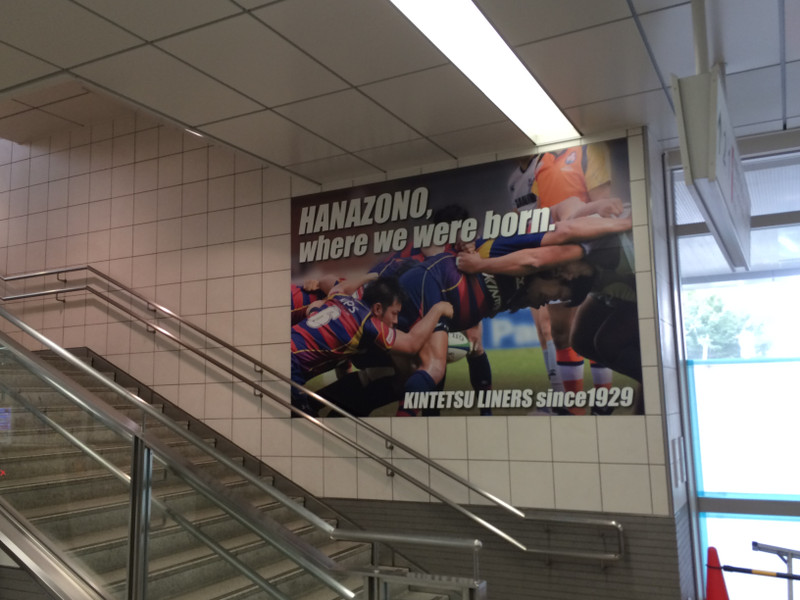 HANAZONO,
where we were born.
KINTETSU LINERS since1929